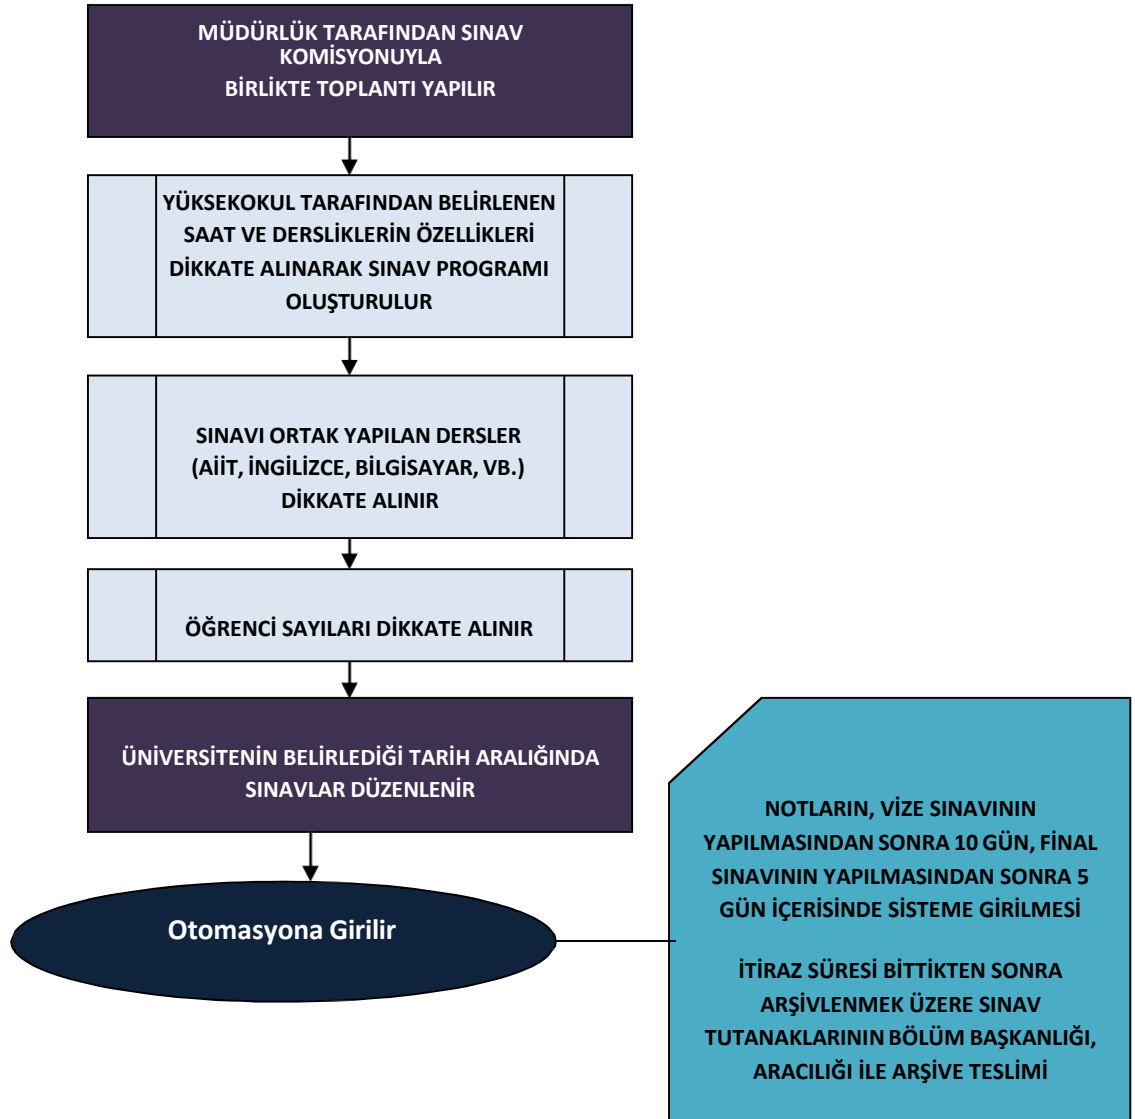 MÜDÜRLÜK TARAFINDAN SINAV
KOMİSYONUYLA
BİRLİKTE TOPLANTI YAPILIR
YÜKSEKOKUL TARAFINDAN BELİRLENEN
SAAT VE DERSLİKLERİN ÖZELLİKLERİ
DİKKATE ALINARAK SINAV PROGRAMI
OLUŞTURULUR
SINAVI ORTAK YAPILAN DERSLER
(AİİT, İNGİLİZCE, BİLGİSAYAR, VB.)
DİKKATE ALINIR
ÖĞRENCİ SAYILARI DİKKATE ALINIR
ÜNİVERSİTENİN BELİRLEDİĞİ TARİH ARALIĞINDA
SINAVLAR DÜZENLENİR
Otomasyona Girilir
NOTLARIN, VİZE SINAVININ
YAPILMASINDAN SONRA 10 GÜN, FİNAL
SINAVININ YAPILMASINDAN SONRA 5
GÜN İÇERİSİNDE SİSTEME GİRİLMESİ
İTİRAZ SÜRESİ BİTTİKTEN SONRA
ARŞİVLENMEK ÜZERE SINAV
TUTANAKLARININ BÖLÜM BAŞKANLIĞI,
ARACILIĞI İLE ARŞİVE TESLİMİ